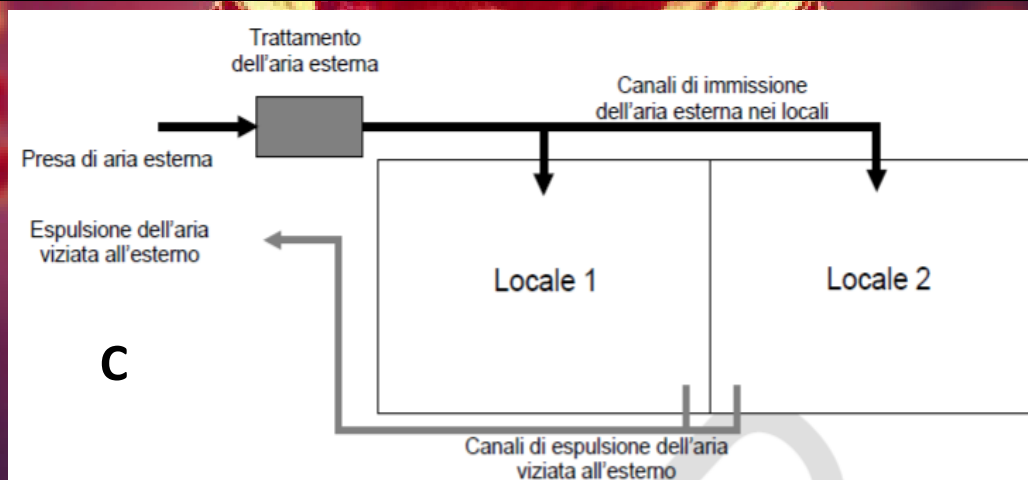 Trattamento
dell'aria esterna
Canali di immissione
dell'aria esterna nei locali
Presa di aria esterna
Espulsione dell'aria
viziata all'esterno
Locale 1
Locale 2
C
Canali di espulsione dell'aria
viziata all'esterno